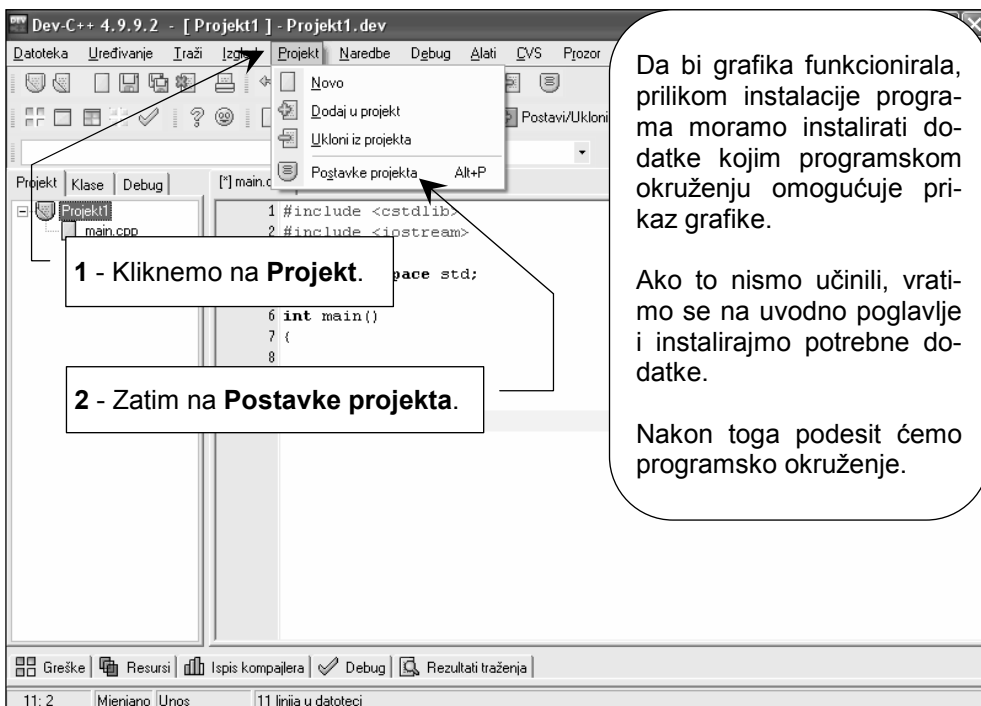 Dev-C++ 4.9.9.2 - [ Projekt1 ] - Projekt1.dev
Datoteka Uređivanje Traži Izgled Projekt Naredbe Debug Alati CVS Prozor
Novo
Dodaj u projekt
Ukloni iz projekta
Postavke projekta Alt+P
Postavi/Ukloni
Projekt Klase Debug
[*] main.c
Projekt1
main.cpp
1 #include <cstdlib>
2 #include <iostream>
pace std;
6 int main()
7 {
8
1 - Kliknemo na Projekt.
2 - Zatim na Postavke projekta.
Da bi grafika funkcionirala,
prilikom instalacije progra-
ma moramo instalirati do-
datke kojim programskom
okruženju omogućuje pri-
kaz grafike.
Ako to nismo učinili, vrati-
mo se na uvodno poglavlje
i instalirajmo potrebne do-
datke.
Nakon toga podesit ćemo
programsko okruženje.
Greške Resursi Ispis kompajlera Debug Rezultati traženja
11: 2 Mijenjano Unos 11 linija u datoteci